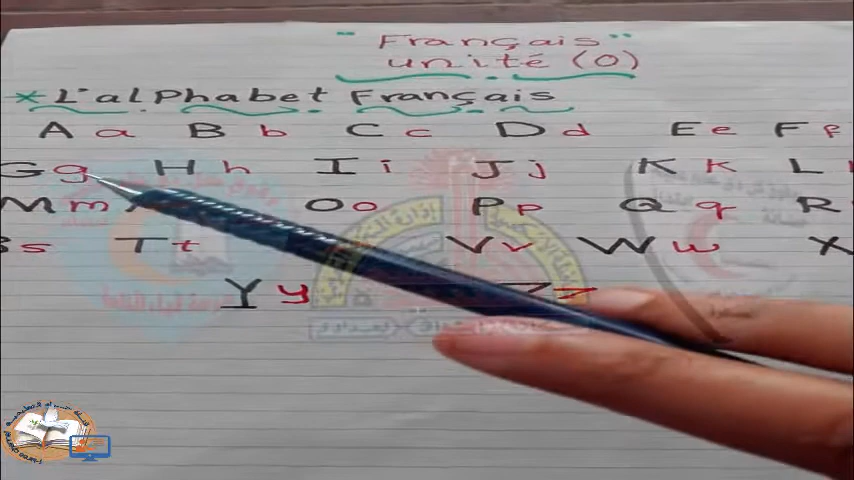 "Français"
unité (0)
* L'alphabet Français
A a B b C c D d E e F f
G g H h I i J j K k L
M m O o P p Q q R
s T t V v W w X
Y y Z z